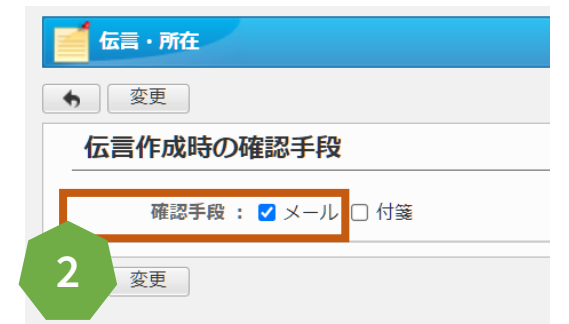 伝言・所在
変更
伝言作成時の確認手段
確認手段 : メール 付箋
2
変更